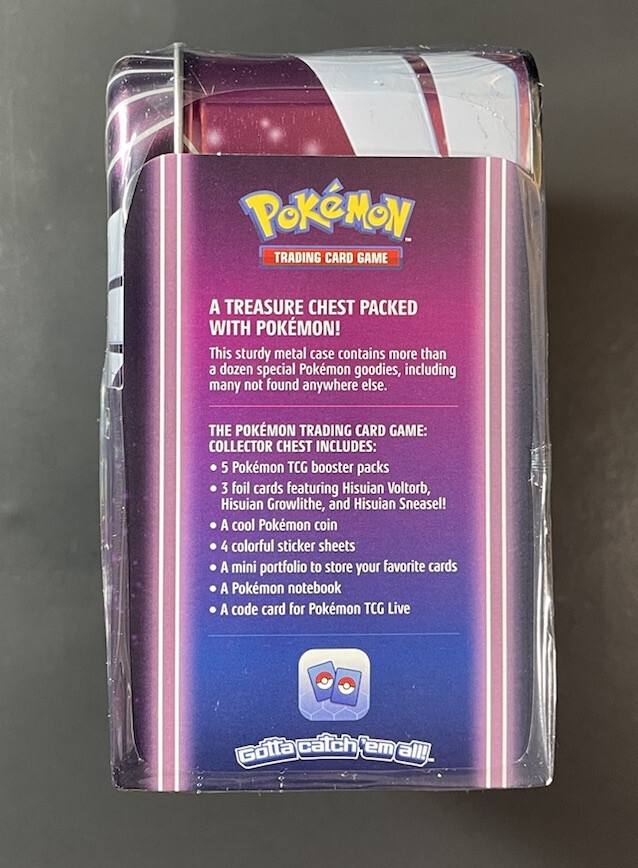 POKéMON™
TRADING CARD GAME
A TREASURE CHEST PACKED
WITH POKÉMON!
This sturdy metal case contains more than
a dozen special Pokémon goodies, including
many not found anywhere else.
THE POKÉMON TRADING CARD GAME:
COLLECTOR CHEST INCLUDES:
• 5 Pokémon TCG booster packs
• 3 foil cards featuring Hisuian Voltorb,
Hisuian Growlithe, and Hisuian Sneasel!
• A cool Pokémon coin
• 4 colorful sticker sheets
• A mini portfolio to store your favorite cards
• A Pokémon notebook
• A code card for Pokémon TCG Live
Gotta catch 'em all!™